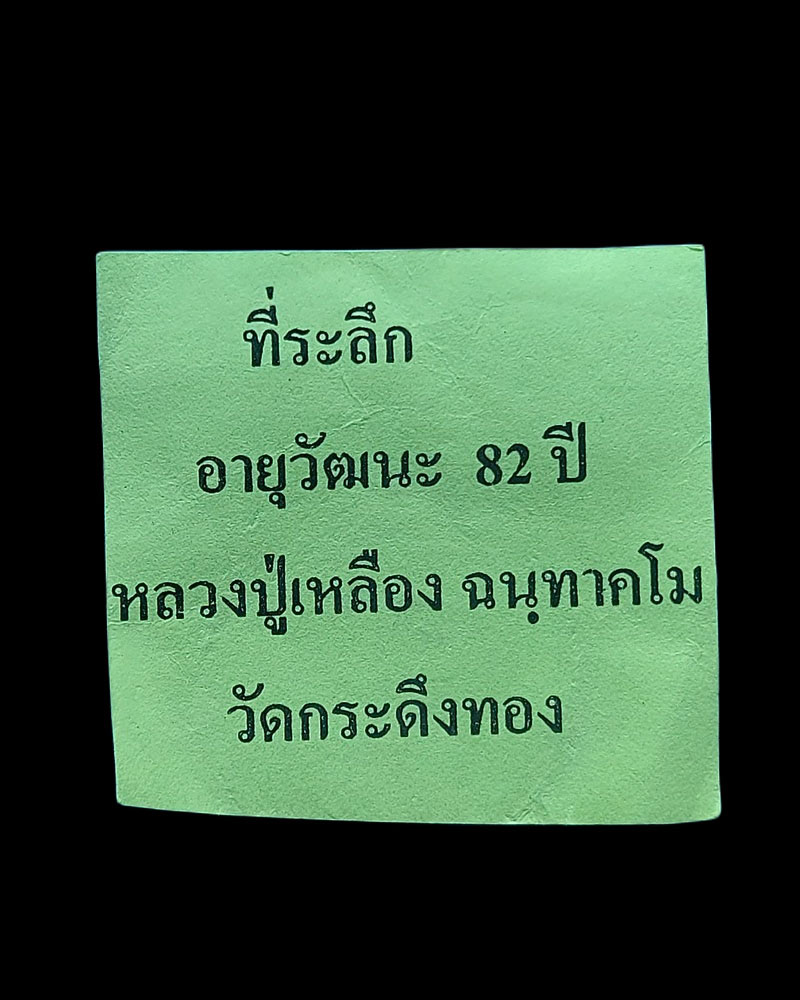 ที่ระลึก
อายุวัฒนะ 82 ปี
หลวงปู่เหลือง ฉนฺทาคโม
วัดกระดึงทอง